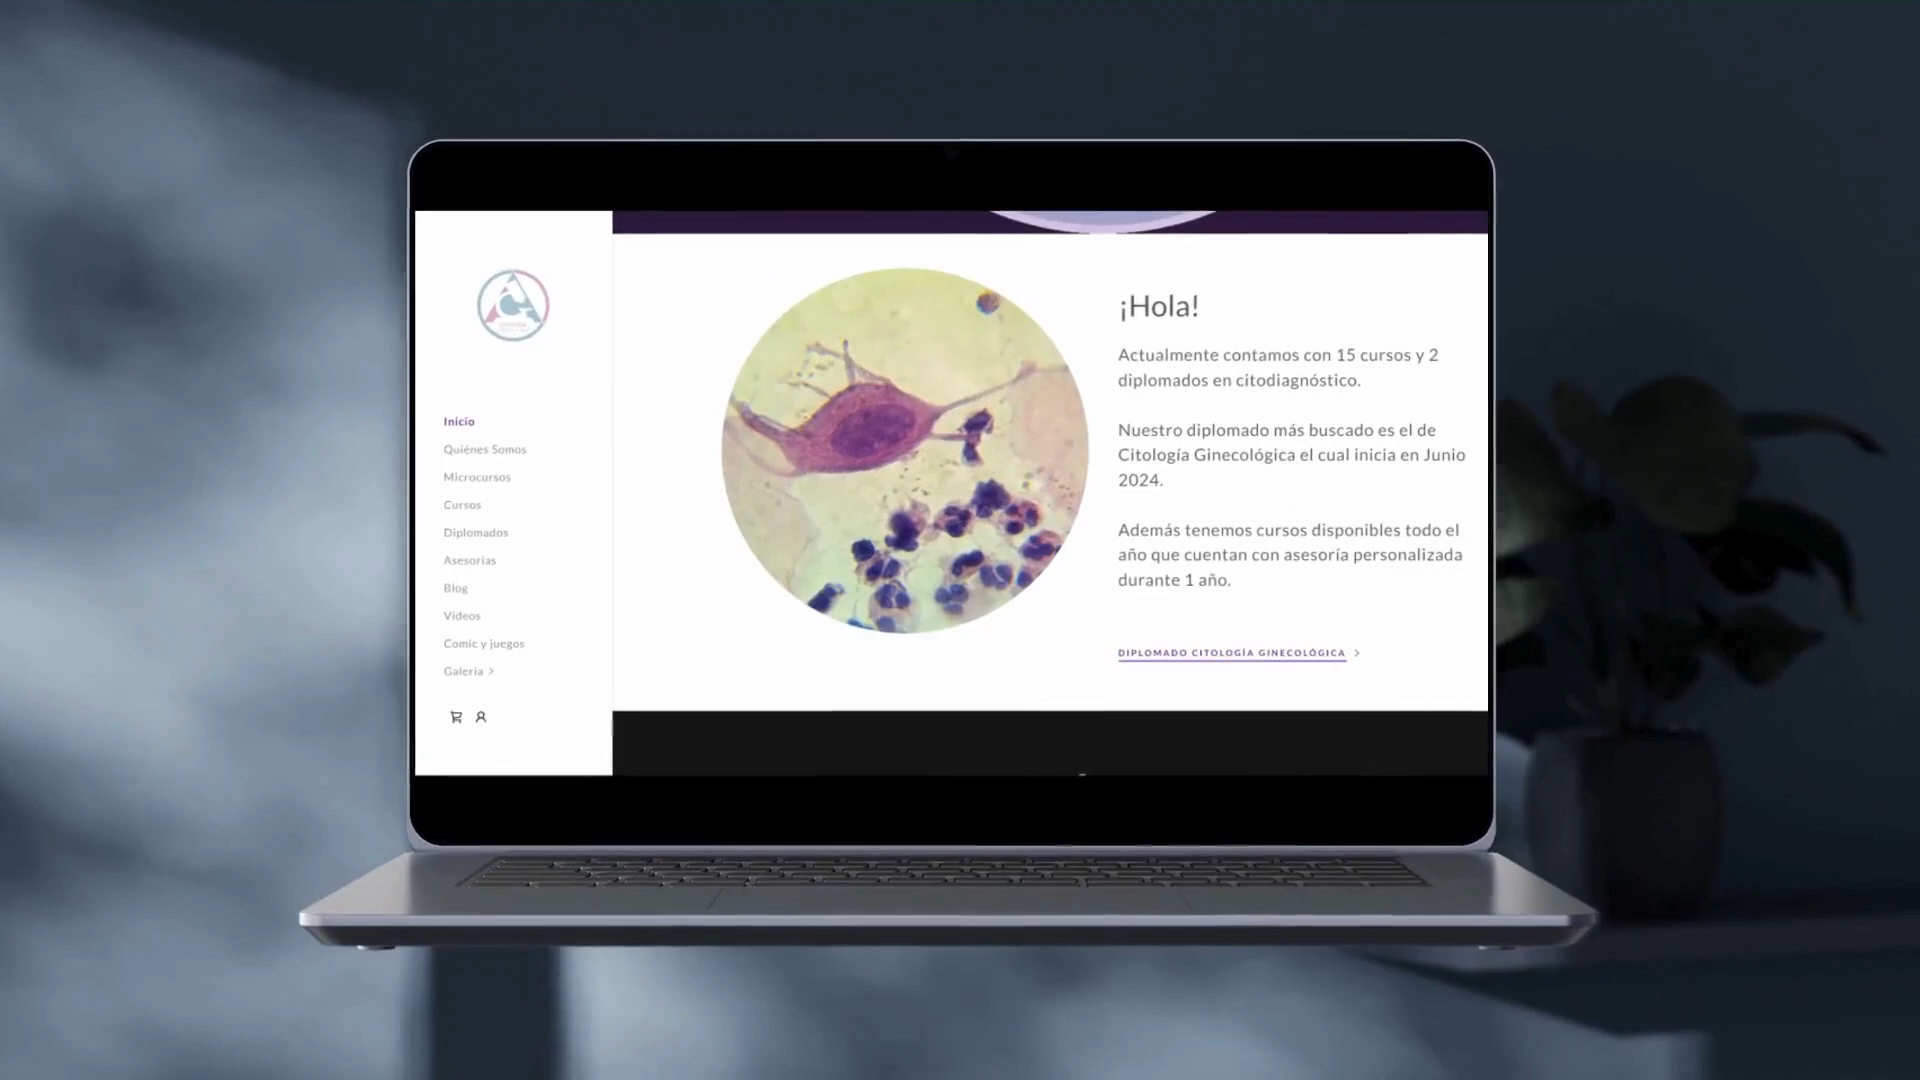 Inicio
Quiénes Somos
Microcursos
Cursos
Diplomados
Asesorias
Blog
Videos
Comic y juegos
Galeria
¡Hola!
Actualmente contamos con 15 cursos y 2
diplomados en citodiagnóstico.
Nuestro diplomado más buscado es el de
Citología Ginecológica el cual inicia en Junio
2024.
Además tenemos cursos disponibles todo el
año que cuentan con asesoría personalizada
durante 1 año.
DIPLOMADO CITOLOGÍA GINECOLÓGICA